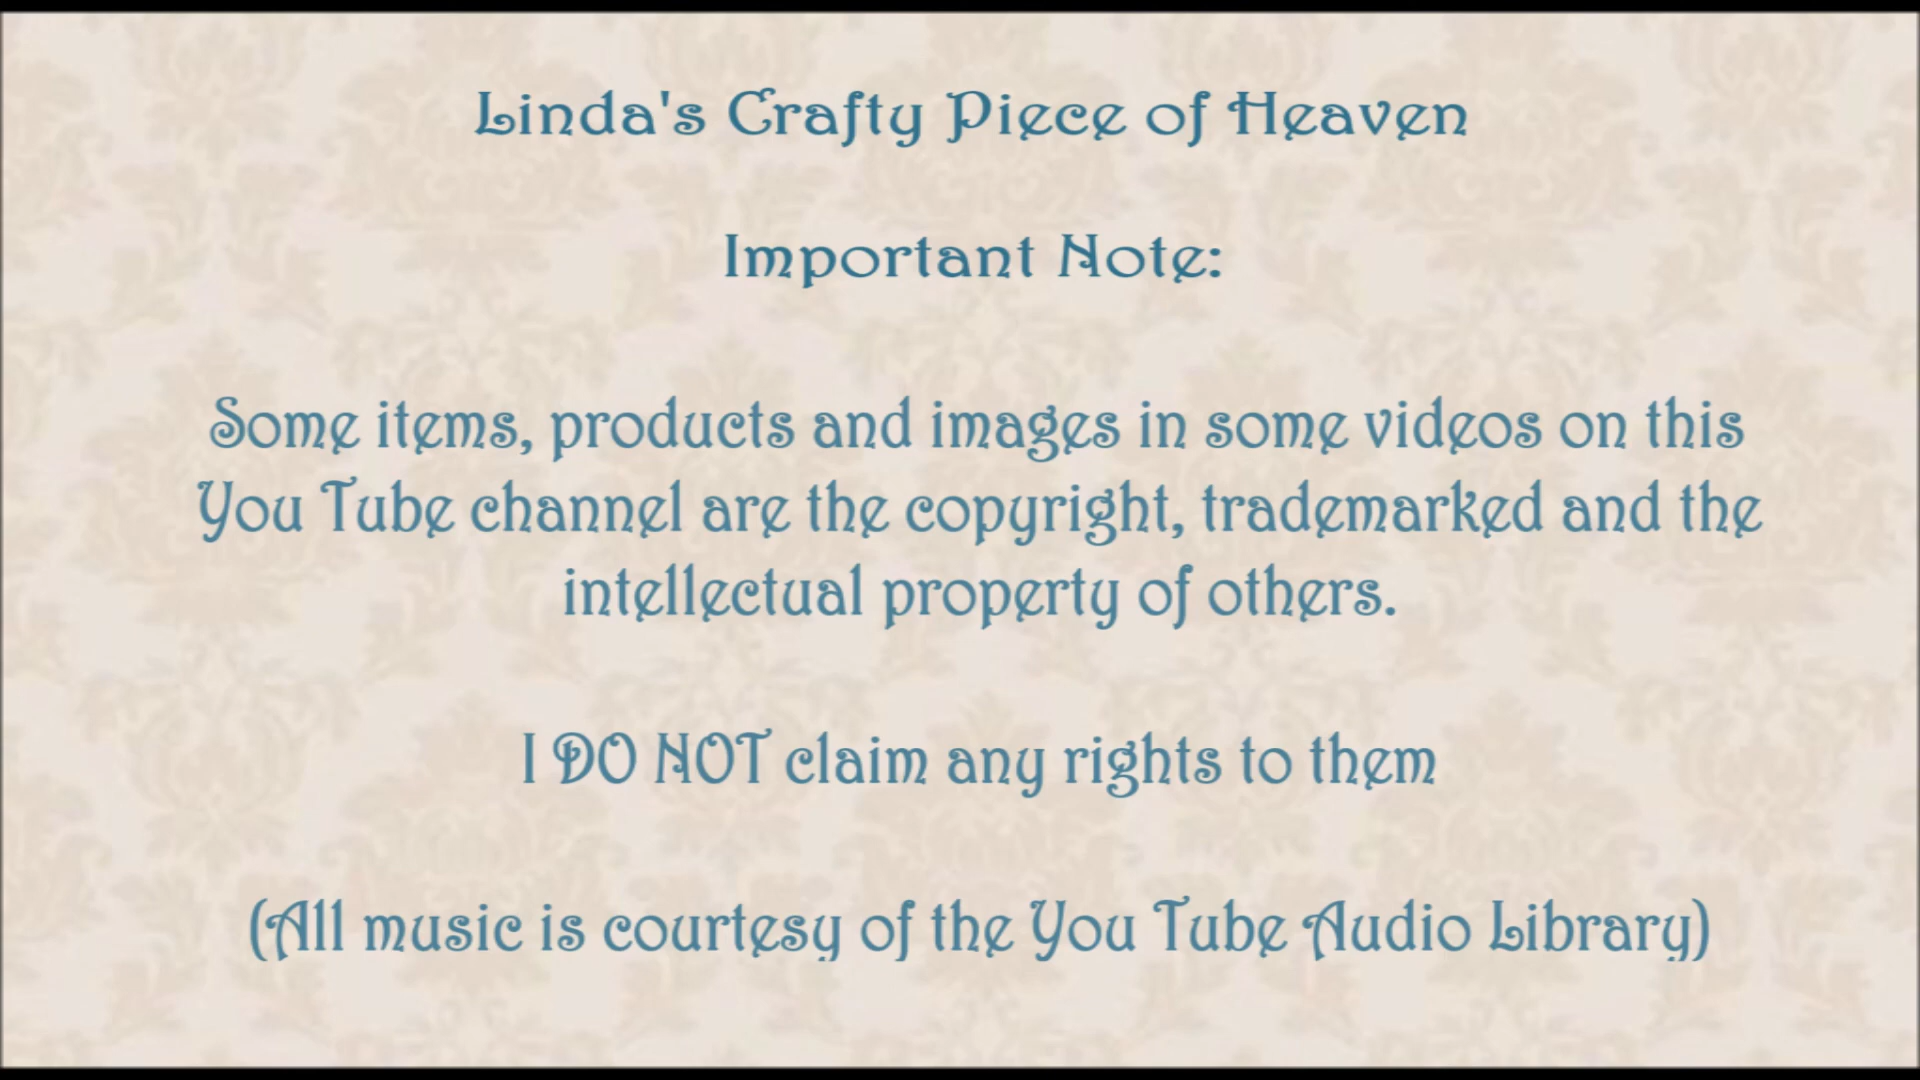 Linda's Crafty Piece of Heaven
Important Note:
Some items, products and images in some videos on this
You Tube channel are the copyright, trademarked and the
intellectual property of others.
I DO NOT claim any rights to them
(All music is courtesy of the You Tube Audio Library)